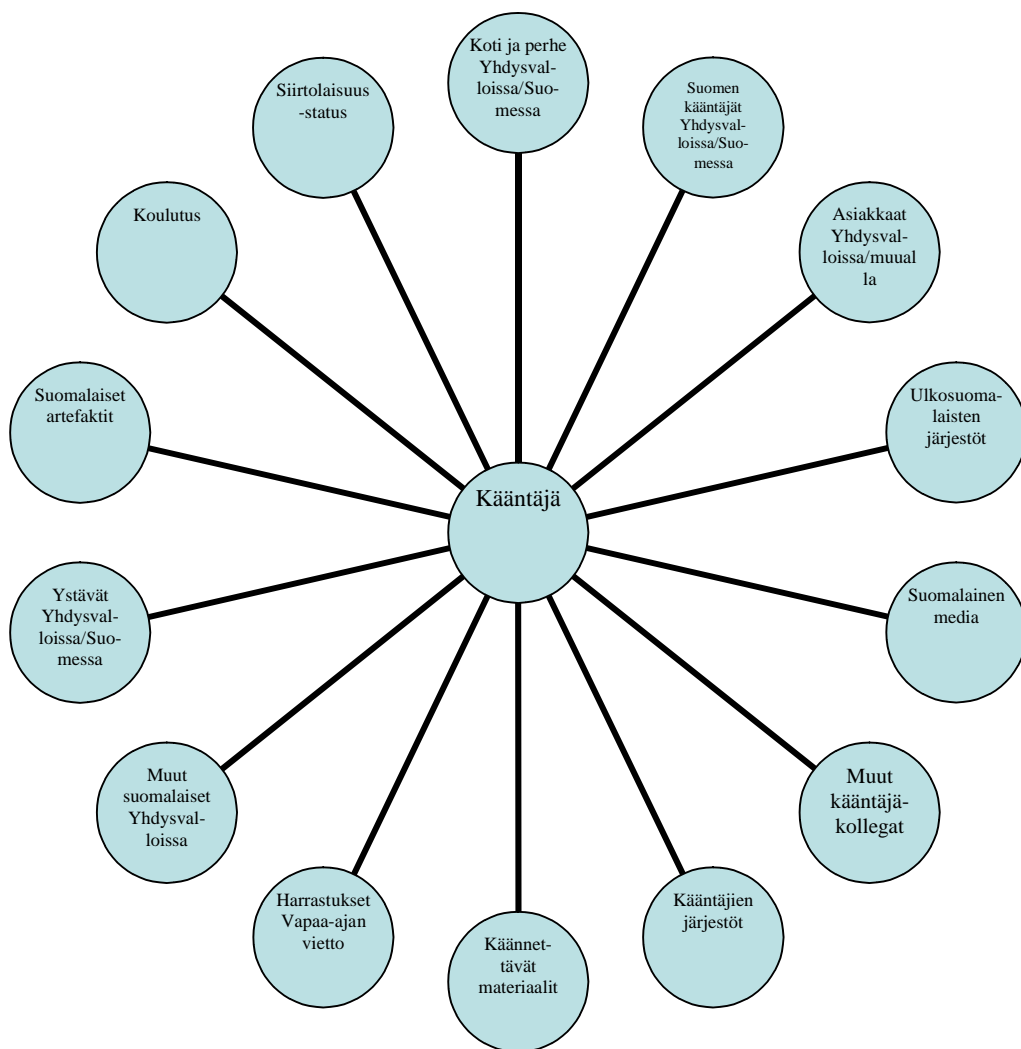 Koti ja perhe
Yhdysval-
loissa/Suo-
messa
Suomen
kääntäjät
Yhdysval-
loissa/Suo-
messa
Asiakkaat
Yhdysval-
loissa/muual
la
Ulkosuoma-
laisten
järjestöt
Suomalainen
media
Muut
kääntäjä-
kollegat
Kääntäjien
järjestöt
Käännet-
tävät
materiaalit
Harrastukset
Vapaa-ajan
vietto
Muut
suomalaiset
Yhdysval-
loissa
Ystävät
Yhdysval-
loissa/Suo-
messa
Suomalaiset
artefaktit
Koulutus
Siirtolaisuus
-status
Kääntäjä